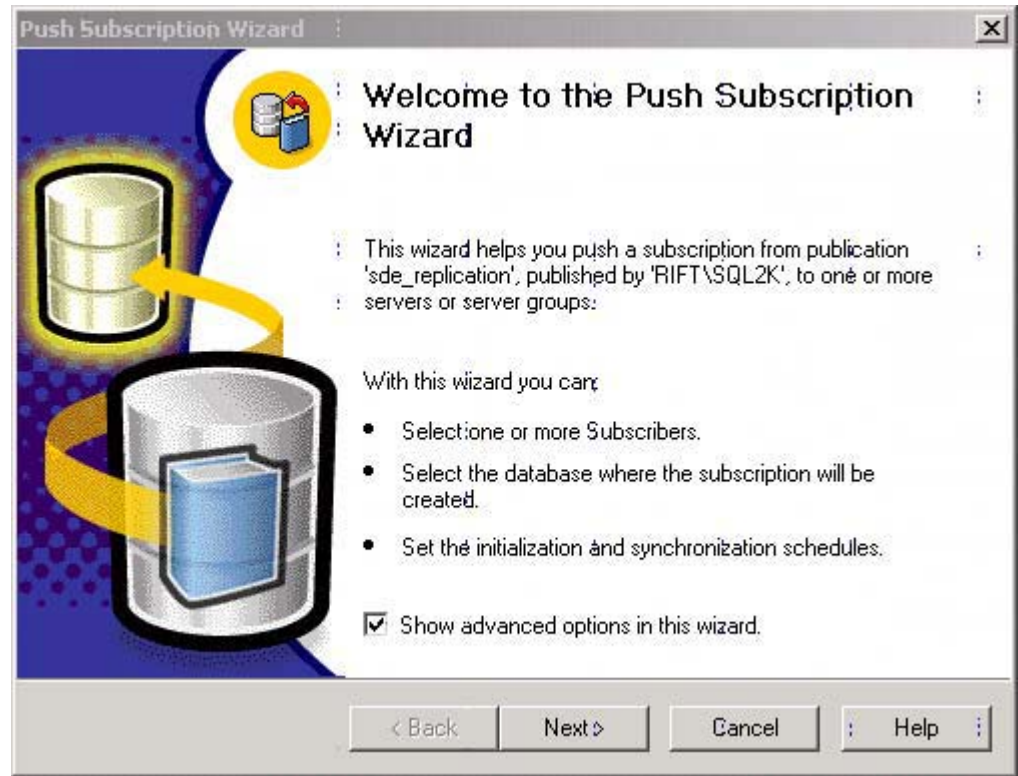 Push Subscription Wizard
Welcome to the Push Subscription
Wizard
This wizard helps you push a subscription from publication
'sde_replication', published by 'RIFT\SQL2K', to one or more
servers or server groups.
With this wizard you can:
• Select one or more Subscribers.
• Select the database where the subscription will be
created.
• Set the initialization and synchronization schedules.
Show advanced options in this wizard.
< Back Next > Cancel Help